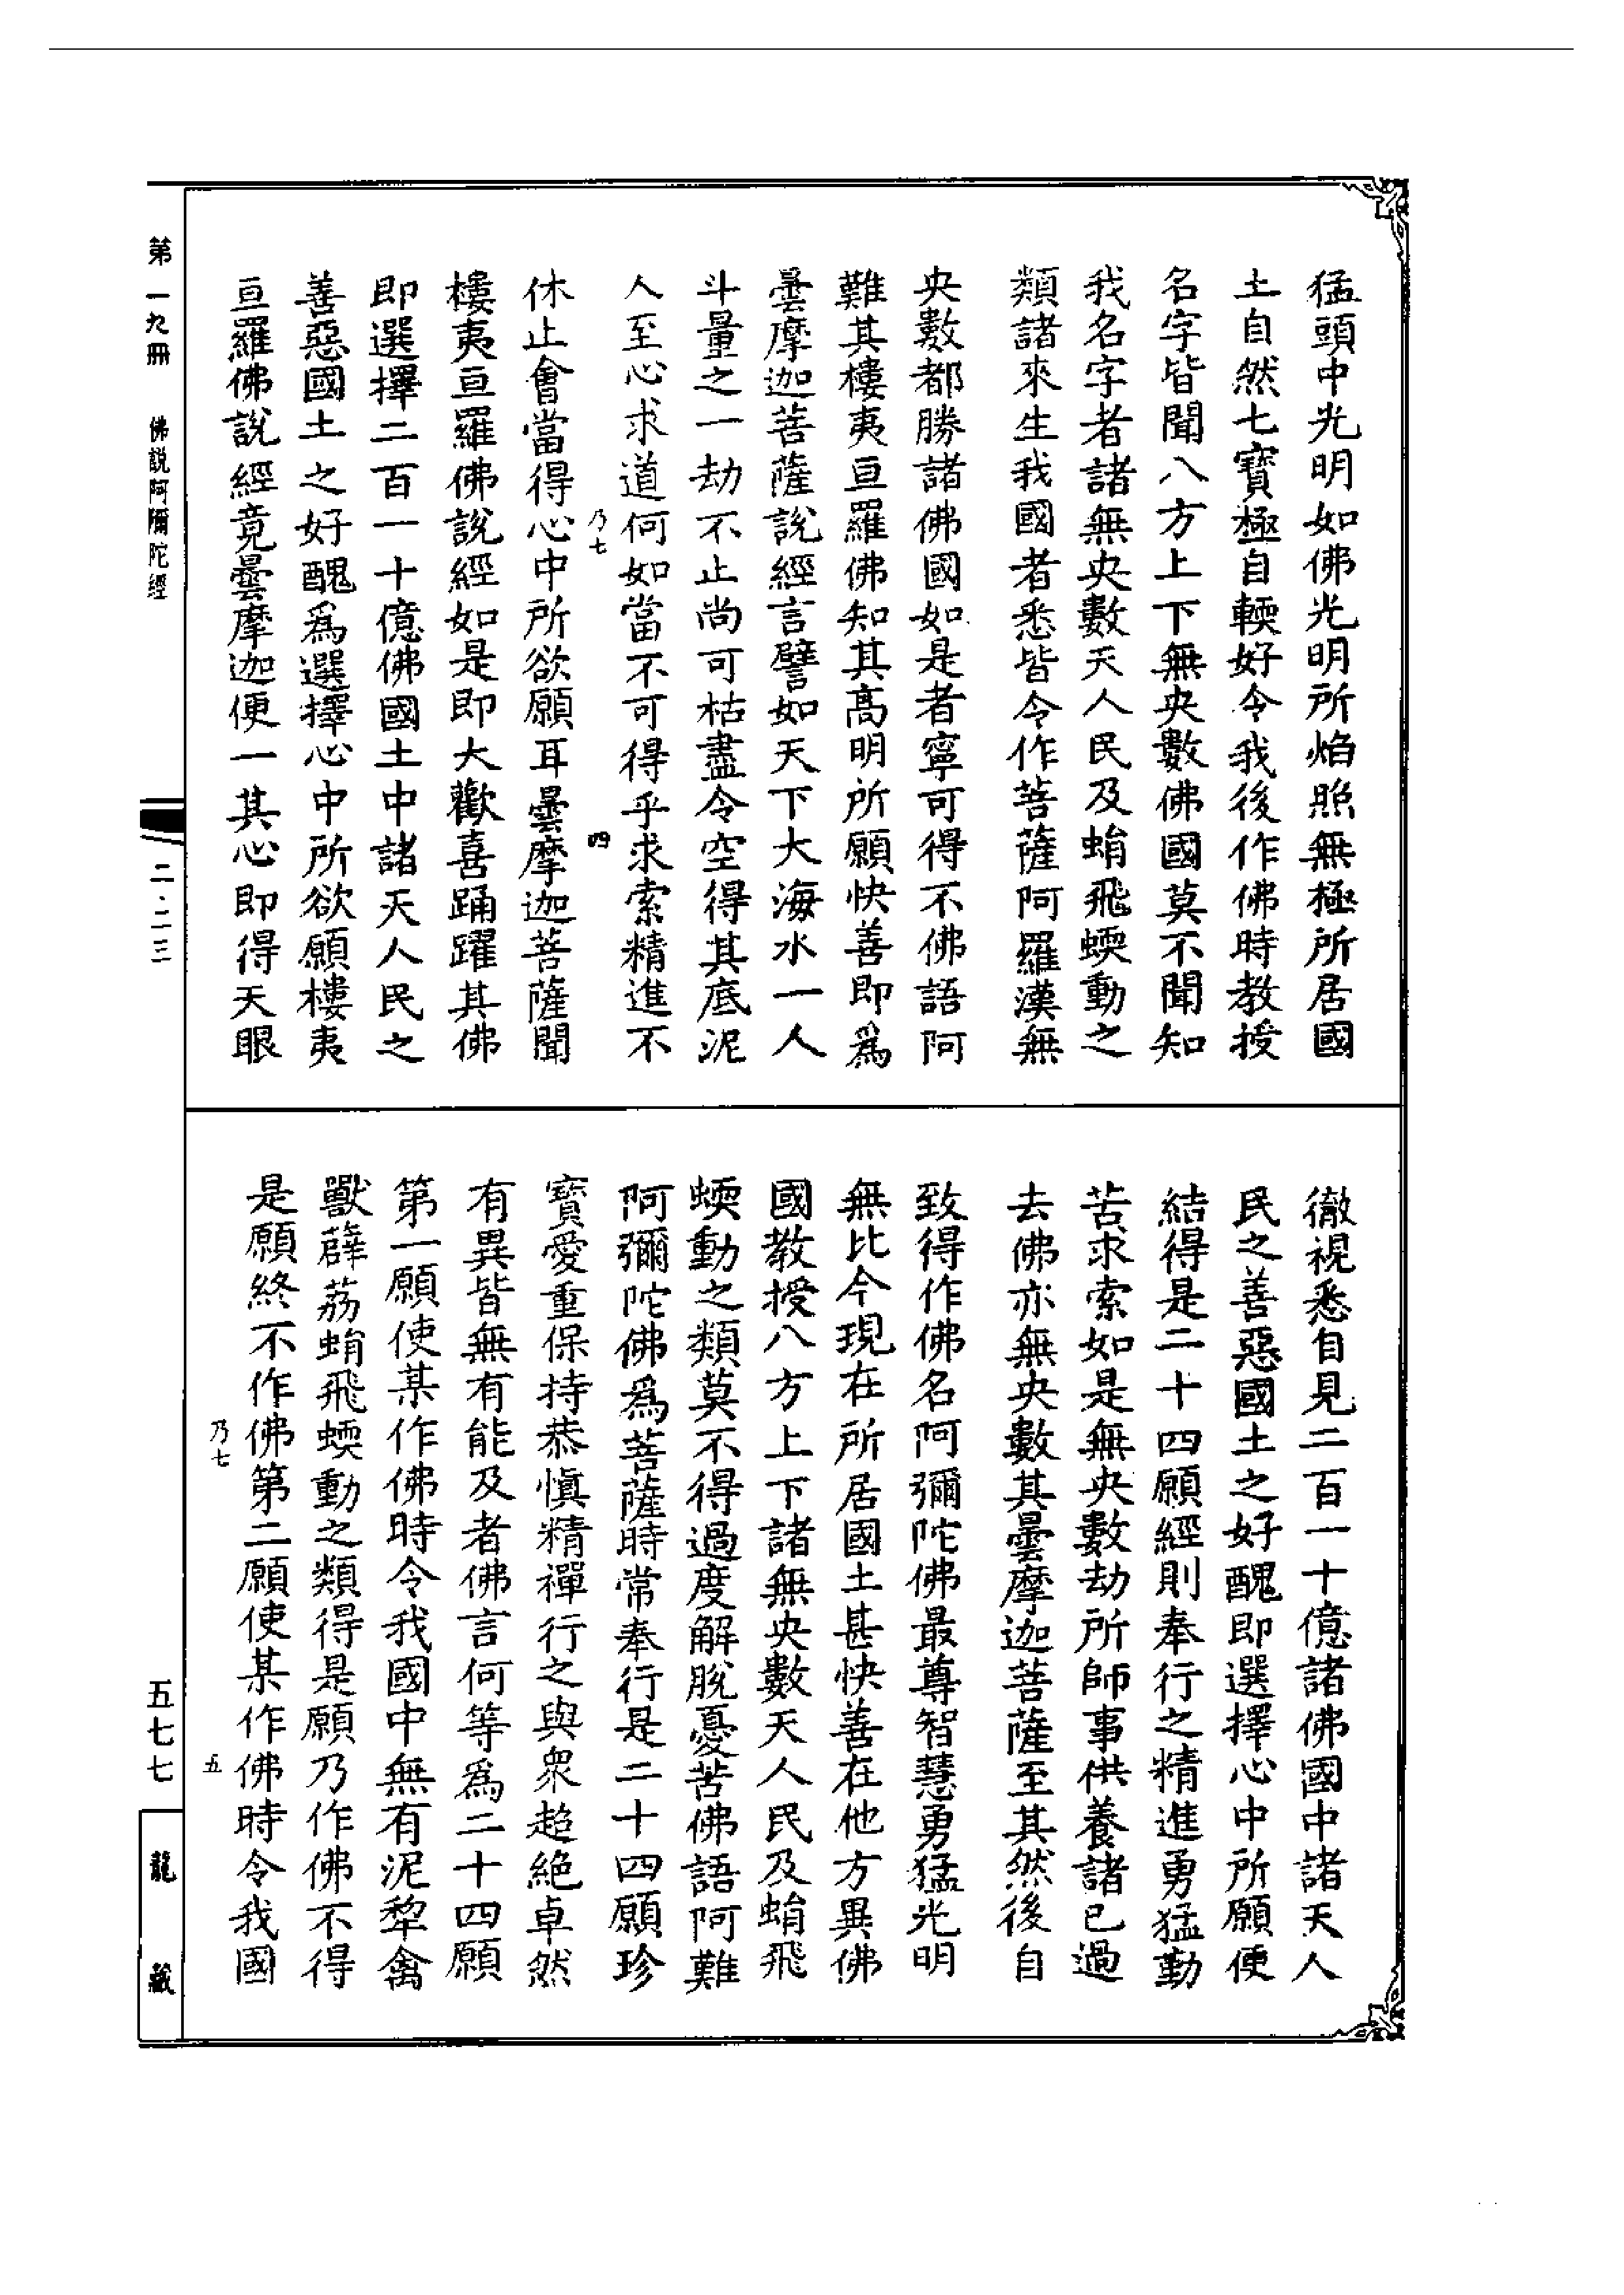 猛頭中光明如佛光明所焰照無極所居國
土自然七寶極自輭好令我後作佛時教授
名字皆聞八方上下無央數佛國莫不聞知
我名字者諸無央數天人民及蜎飛蝡動之
類諸來生我國者悉皆令作菩薩阿羅漢無
央數都勝諸佛國如是者寧可得不佛語阿
難其樓夷亘羅佛知其高明所願快善即爲
曇摩迦菩薩說經言譬如天下大海水一人
斗量之一劫不止尚可枯盡令空得其底泥
人至心求道何如當不可得乎求索精進不
乃七 四
休止會當得心中所欲願耳曇摩迦菩薩聞
樓夷亘羅佛說經如是即大歡喜踊躍其佛
即選擇二百一十億佛國土中諸天人民之
善惡國土之好醜爲選擇心中所欲願樓夷
亘羅佛說經竟曇摩迦便一其心即得天眼
徹視悉自見二百一十億諸佛國中諸天人
民之善惡國土之好醜即選擇心中所願便
結得是二十四願經則奉行之精進勇猛勤
苦求索如是無央數劫所師事供養諸已過
去佛亦無央數其曇摩迦菩薩至其然後自
致得作佛名阿彌陀佛最尊智慧勇猛光明
無比今現在所居國土甚快善在他方異佛
國教授八方上下諸無央數天人民及蜎飛
蝡動之類莫不得過度解脫憂苦佛語阿難
阿彌陀佛爲菩薩時常奉行是二十四願珍
寶愛重保持恭慎精禪行之與衆超絶卓然
有異皆無有能及者佛言何等爲二十四願
第一願使某作佛時令我國中無有泥犂禽
獸薜荔蜎飛蝡動之類得是願乃作佛不得
是願終不作佛第二願使某作佛時令我國
乃七 五
第一九冊 佛說阿彌陀經
二·二三
五七七
龍藏